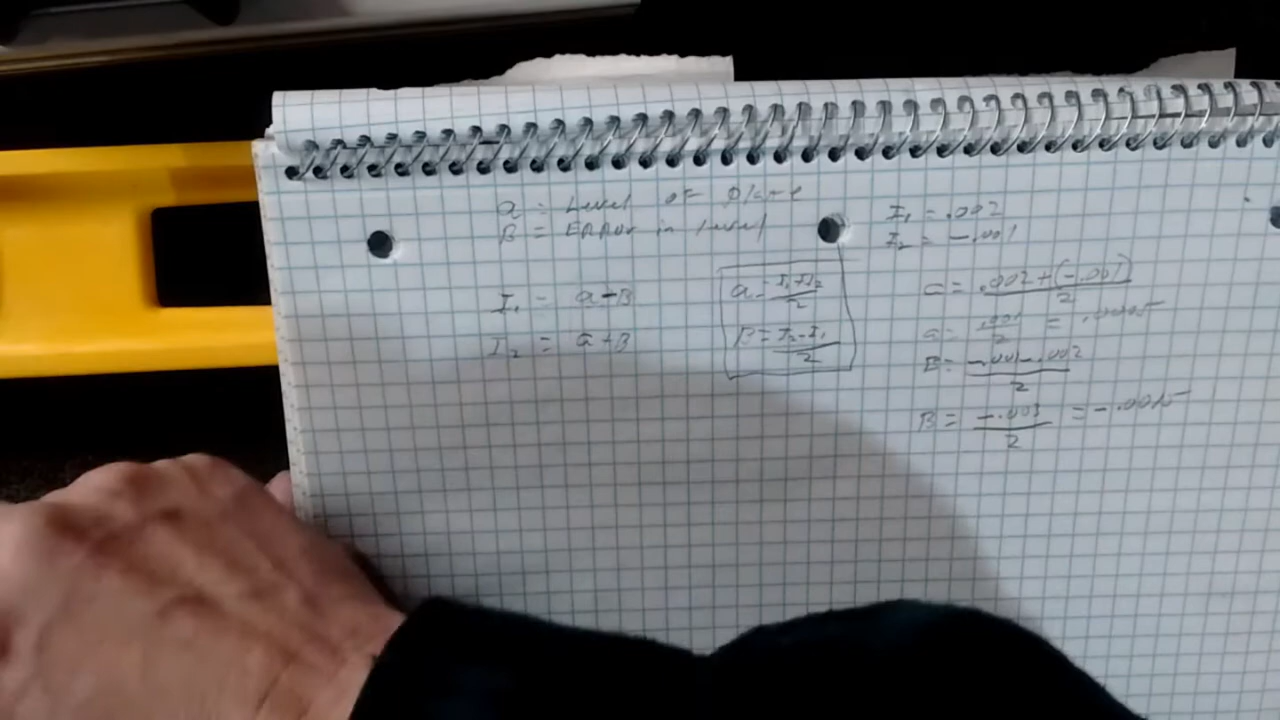 a = Level of Plate
B = ERROR in level
I₁ = a-B
I₂ = a+B
a = I₁+I₂/2
B = I₂-I₁/2
I₁ = .002
I₂ = -.001
a = .002+(-.001)/2
a = .001/2 = .0005
B = -.001-.002/2
B = -.003/2 = -.0015